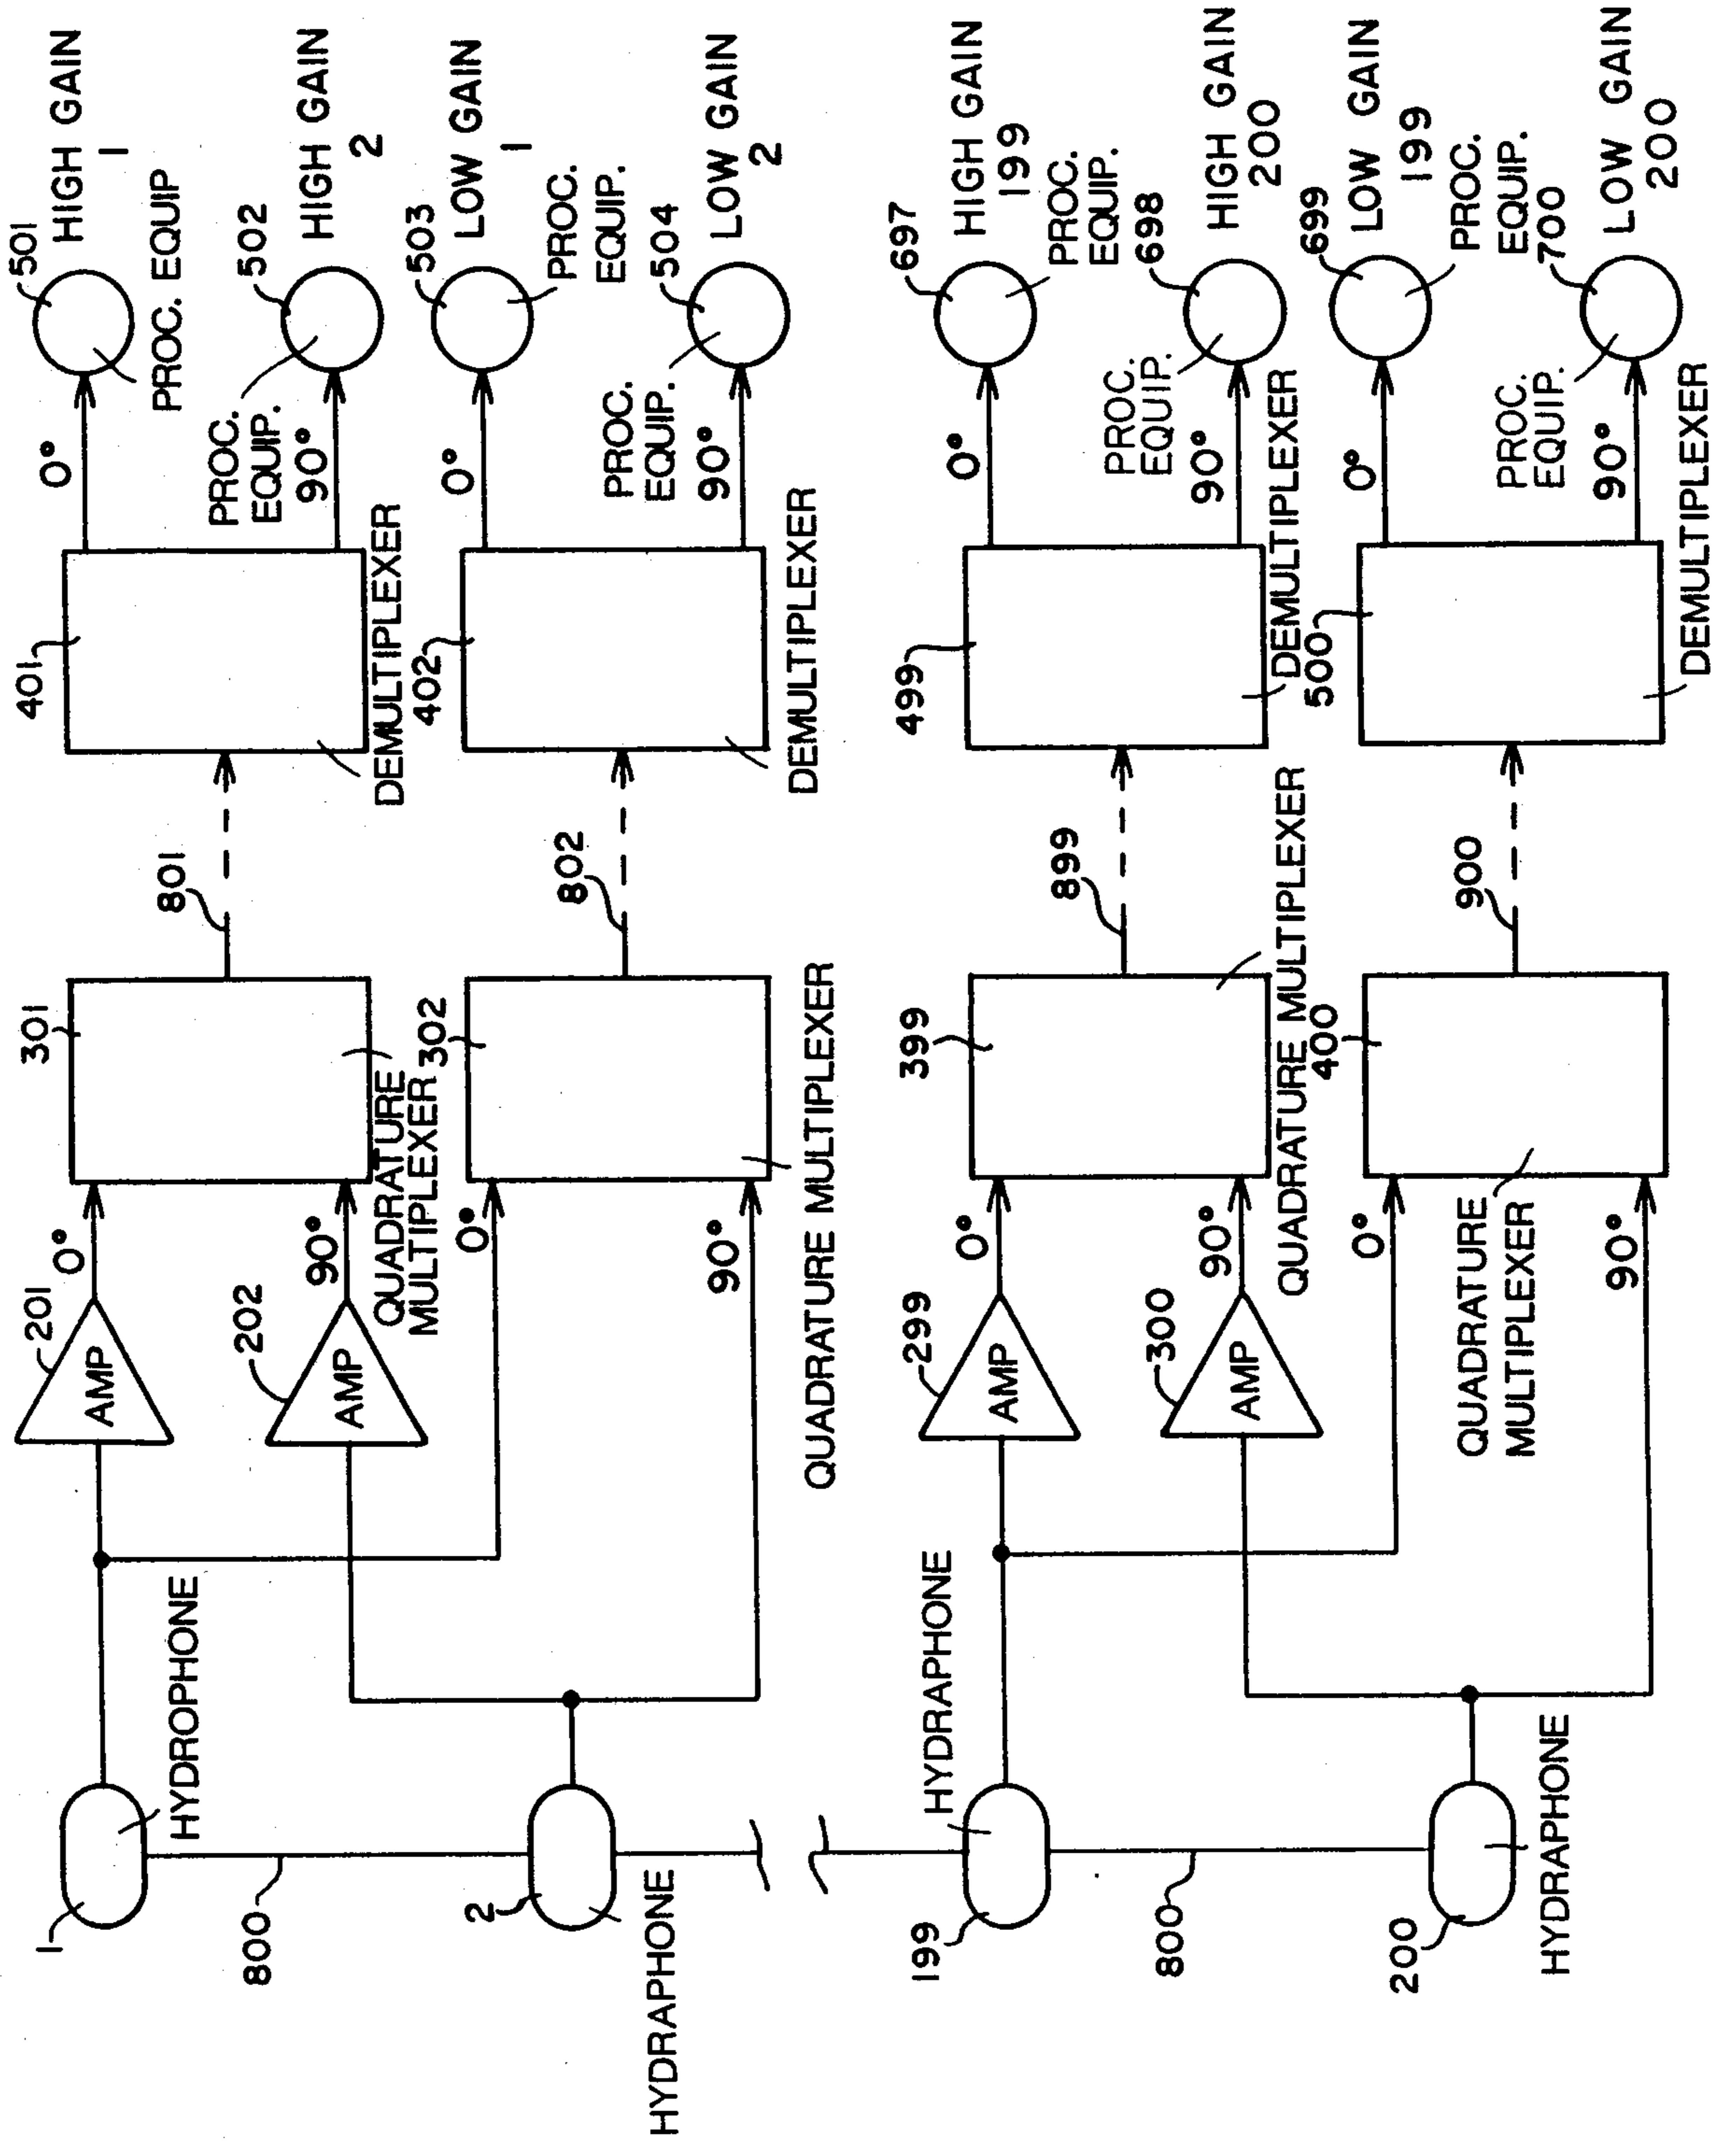 501
HIGH GAIN
1
PROC. EQUIP
401
0°
301
801
201
0°
AMP
1
HYDROPHONE
502
HIGH GAIN
2
PROC.
EQUIP.
90°
DEMULTIPLEXER
202
90°
AMP
QUADRATURE
MULTIPLEXER
800
503
LOW GAIN
1
PROC.
EQUIP.
0°
402
302
802
0°
2
504
LOW GAIN
2
PROC.
EQUIP.
90°
DEMULTIPLEXER
90°
QUADRATURE MULTIPLEXER
HYDRAPHONE
697
HIGH GAIN
199
PROC.
EQUIP.
0°
499
899
399
0°
299
AMP
HYDRAPHONE
199
698
HIGH GAIN
200
PROC.
EQUIP.
90°
DEMULTIPLEXER
QUADRATURE MULTIPLEXER
90°
300
AMP
800
699
LOW GAIN
199
PROC.
EQUIP.
0°
500
900
400
0°
QUADRATURE
MULTIPLEXER
200
700
LOW GAIN
200
PROC.
EQUIP.
90°
DEMULTIPLEXER
90°
HYDRAPHONE